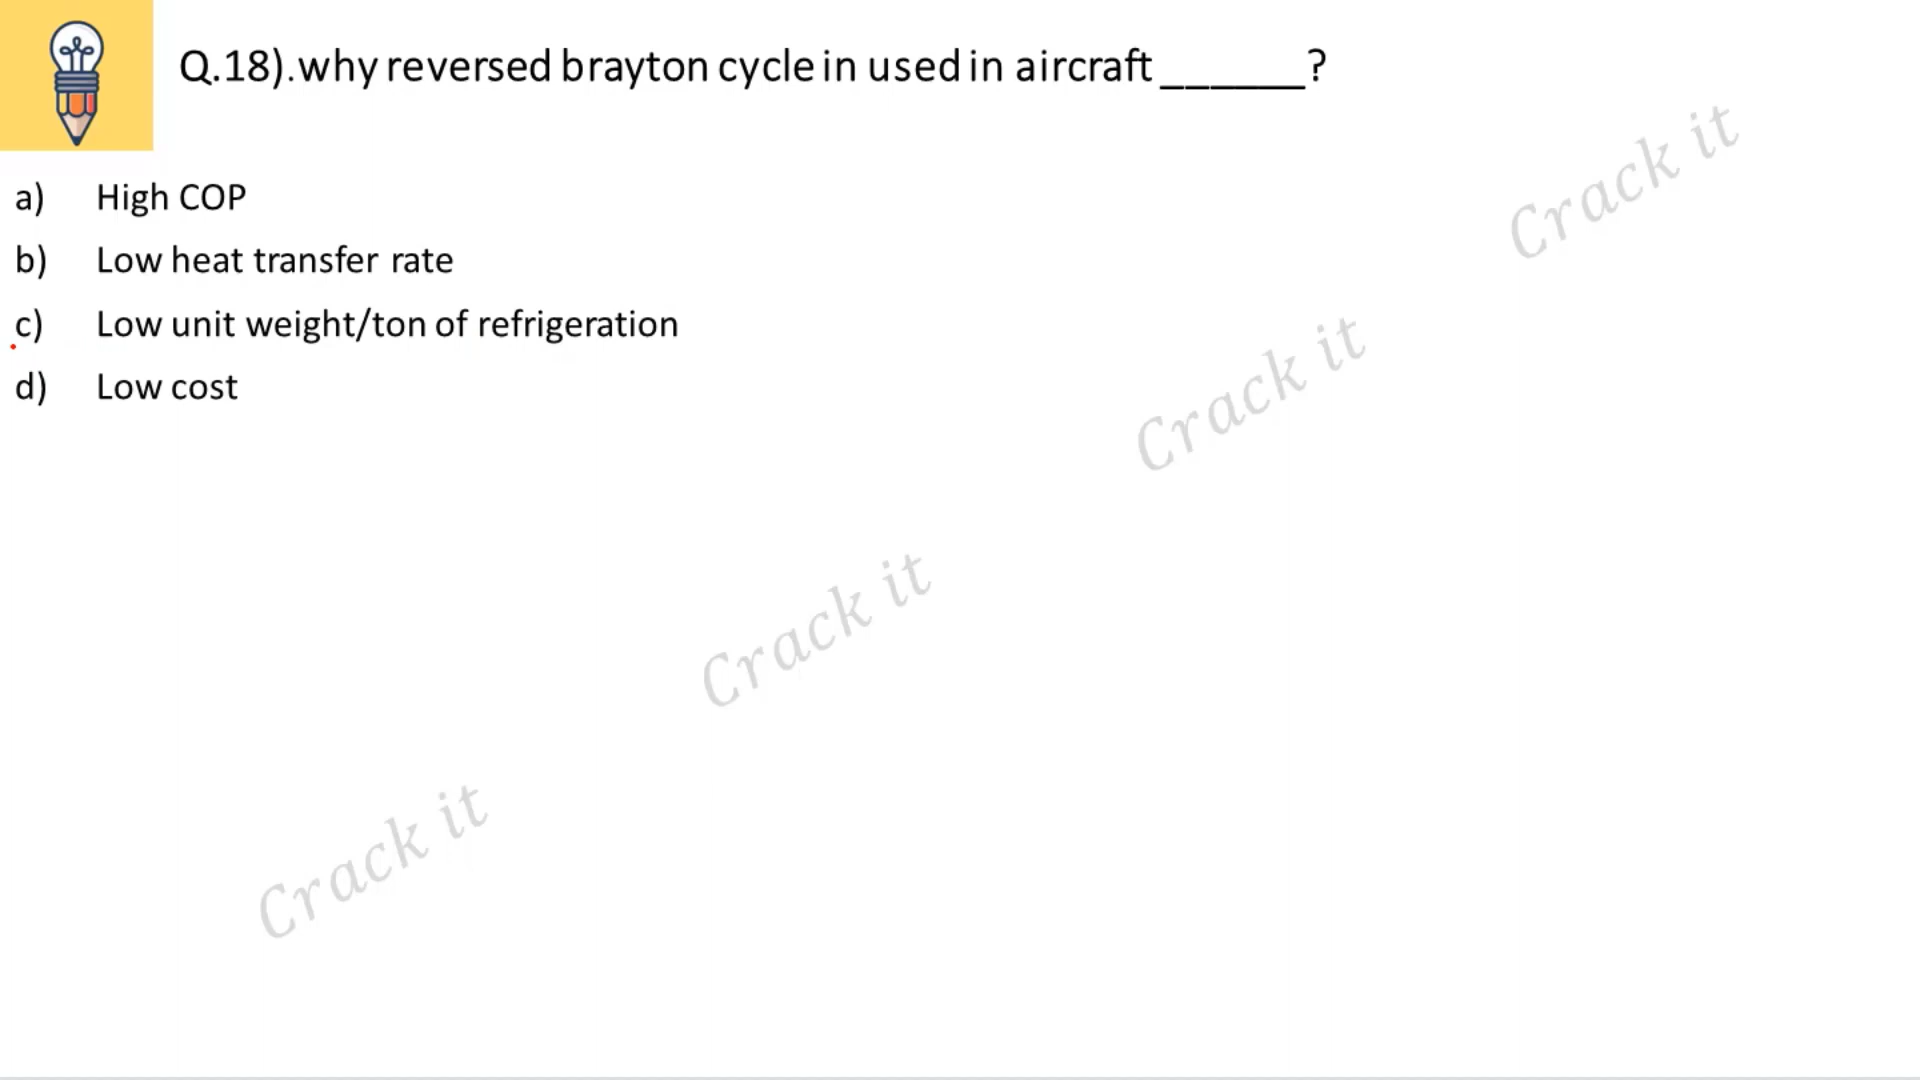 Q.18).why reversed brayton cycle in used in aircraft ______?
a) High COP
b) Low heat transfer rate
c) Low unit weight/ton of refrigeration
d) Low cost
Crack it
Crack it
Crack it
Crack it